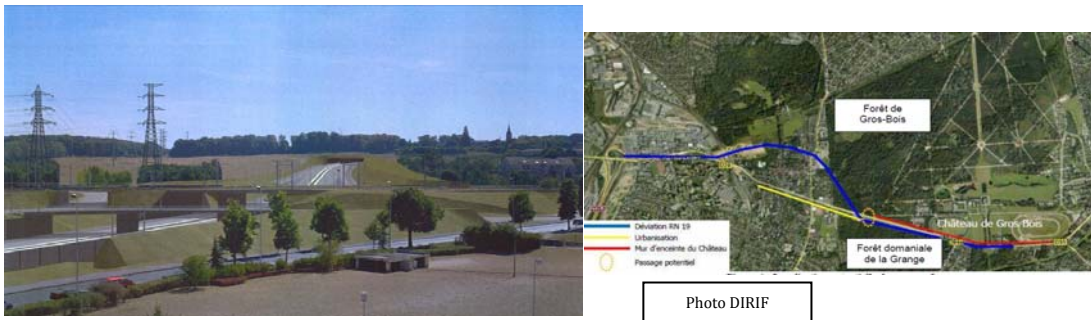 Forêt de
Gros-Bois
Château de Gros Bois
Forêt domaniale
de la Grange
Déviation RN 19
Urbanisation
Mur d'enceinte du Château
Passage potentiel
Photo DIRIF